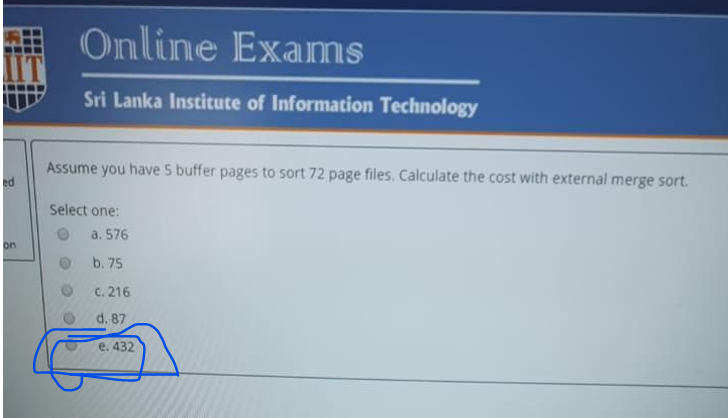 Online Exams
IIT
Sri Lanka Institute of Information Technology
ed
Assume you have 5 buffer pages to sort 72 page files. Calculate the cost with external merge sort.
Select one:
on
a. 576
b. 75
c. 216
d. 87
e. 432